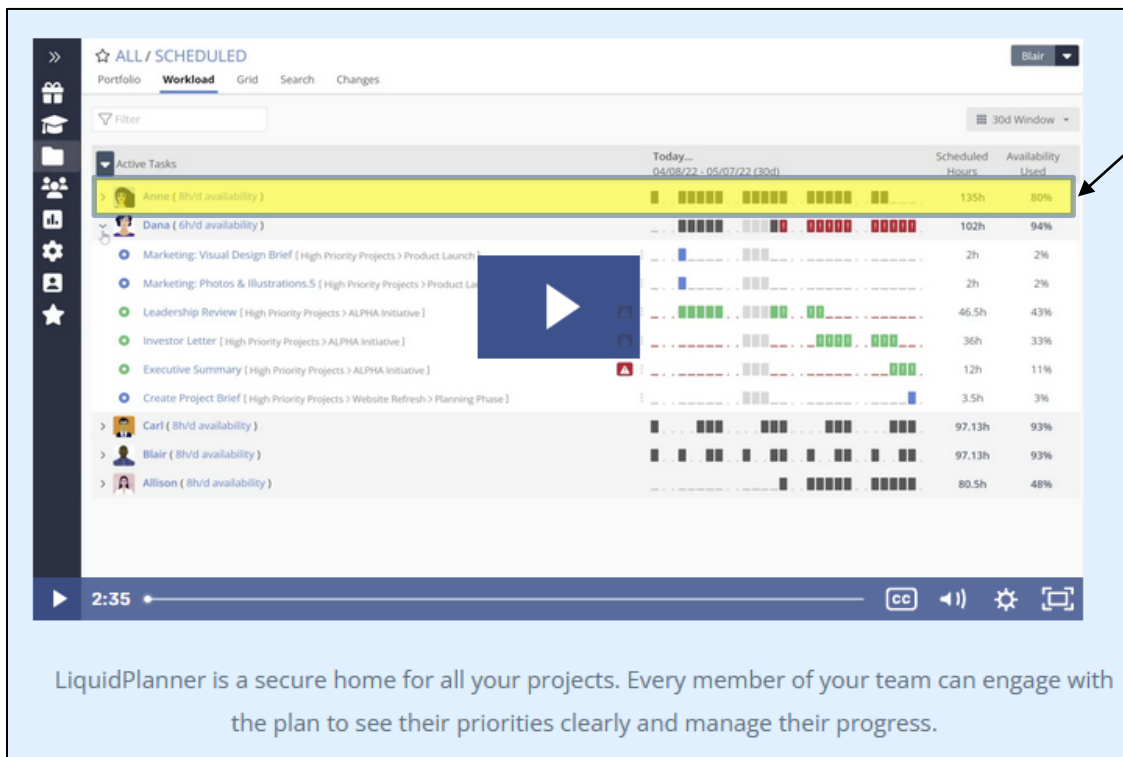 ALL / SCHEDULED
Blair
Portfolio Workload Grid Search Changes
Filter
30d Window
Active Tasks Today... Scheduled Availability
04/08/22 - 05/07/22 (30d) Hours Used
Anne ( 8h/d availability ) 135h 80%
Dana ( 6h/d availability ) 102h 94%
Marketing: Visual Design Brief [ High Priority Projects > Product Launch 2h 2%
Marketing: Photos & Illustrations.5 [ High Priority Projects > Product 2h 2%
Leadership Review [ High Priority Projects > ALPHA Initiative ] 46.5h 43%
Investor Letter [ High Priority Projects > ALPHA Initiative ] 36h 33%
Executive Summary [ High Priority Projects > ALPHA Initiative ] 12h 11%
Create Project Brief [ High Priority Projects > Website Refresh > Planning Phase ] 3.5h 3%
Carl ( 8h/d availability ) 97.13h 93%
Blair ( 8h/d availability ) 97.13h 93%
Allison ( 8h/d availability ) 80.5h 48%
2:35 CC
LiquidPlanner is a secure home for all your projects. Every member of your team can engage with
the plan to see their priorities clearly and manage their progress.